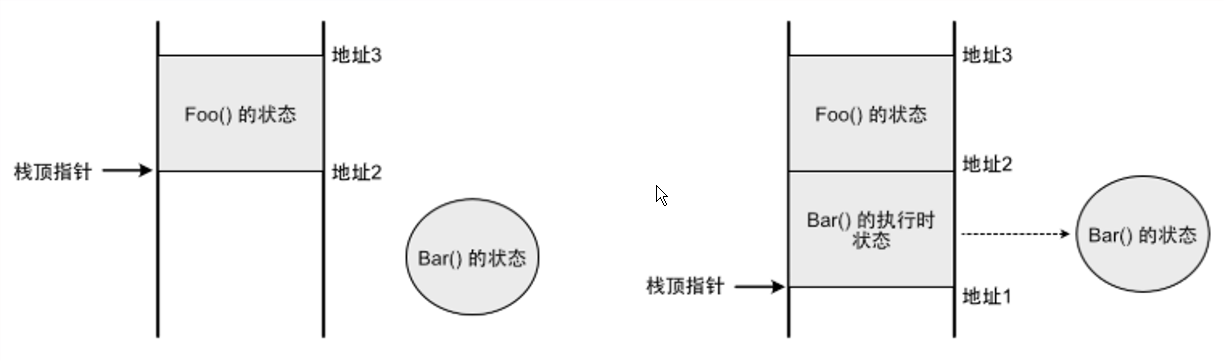 地址3
Foo() 的状态
栈顶指针
地址2
Bar() 的状态
地址3
Foo() 的状态
地址2
Bar() 的执行时
状态
Bar() 的状态
栈顶指针
地址1